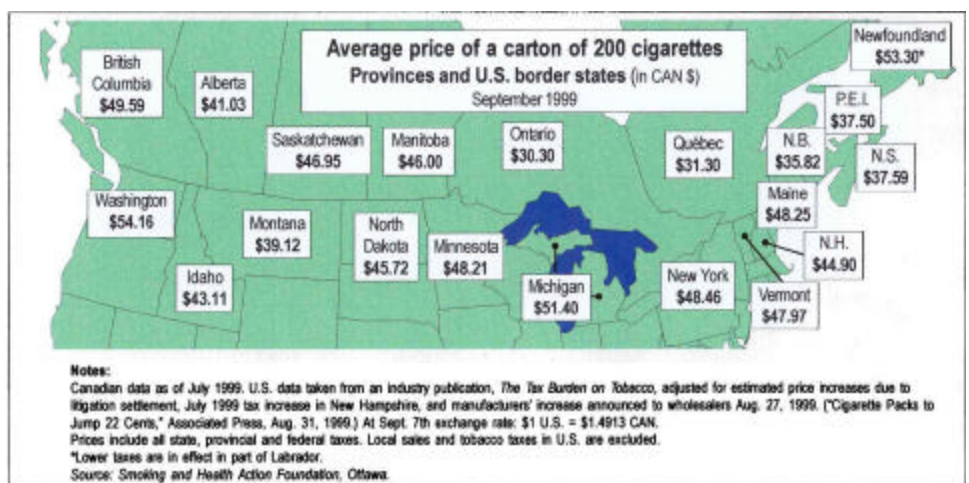 Average price of a carton of 200 cigarettes
Provinces and U.S. border states (in CAN $)
September 1999
British
Columbia
$49.59
Alberta
$41.03
Saskatchewan
$46.95
Manitoba
$46.00
Ontario
$30.30
Québec
$31.30
Newfoundland
$53.30*
P.E.I.
$37.50
N.B.
$35.82
N.S.
$37.59
Washington
$54.16
Montana
$39.12
Idaho
$43.11
North
Dakota
$45.72
Minnesota
$48.21
Michigan
$51.40
New York
$48.46
Maine
$48.25
N.H.
$44.90
Vermont
$47.97
Notes:
Canadian data as of July 1999. U.S. data taken from an industry publication, The Tax Burden on Tobacco, adjusted for estimated price increases due to
litigation settlement, July 1999 tax increase in New Hampshire, and manufacturers' increase announced to wholesalers Aug. 27, 1999. ("Cigarette Packs to
Jump 22 Cents," Associated Press, Aug. 31, 1999.) At Sept. 7th exchange rate: $1 U.S. = $1.4913 CAN.
Prices include all state, provincial and federal taxes. Local sales and tobacco taxes in U.S. are excluded.
*Lower taxes are in effect in part of Labrador.
Source: Smoking and Health Action Foundation, Ottawa.